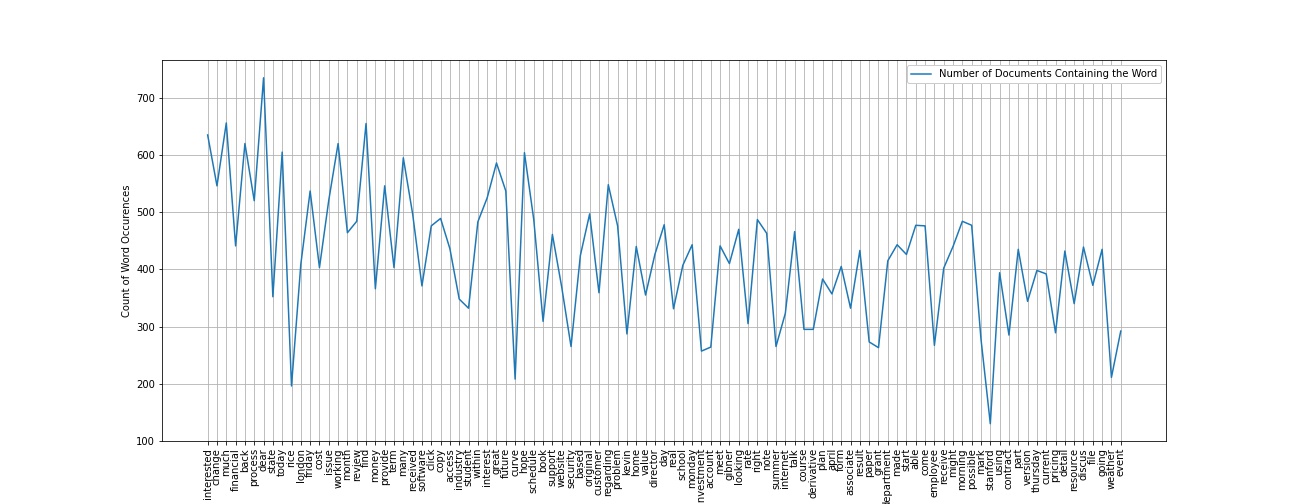 Number of Documents Containing the Word
Count of Word Occurences
700
600
500
400
300
200
100
interested
change
much
financial
back
process
dear
state
today
rice
london
friday
cost
issue
working
month
review
find
money
provide
term
many
received
software
click
copy
access
industry
student
within
interest
great
future
curve
hope
schedule
book
support
website
security
based
original
customer
regarding
problem
kevin
home
value
director
day
real
school
monday
nvestment
account
meet
gibner
looking
rate
right
note
summer
internet
talk
course
derivative
plan
april
form
associate
result
paper
grant
department
made
start
able
come
employee
receive
might
morning
possible
mark
stanford
using
contract
part
version
thursday
current
pricing
detail
resource
discus
file
going
weather
event